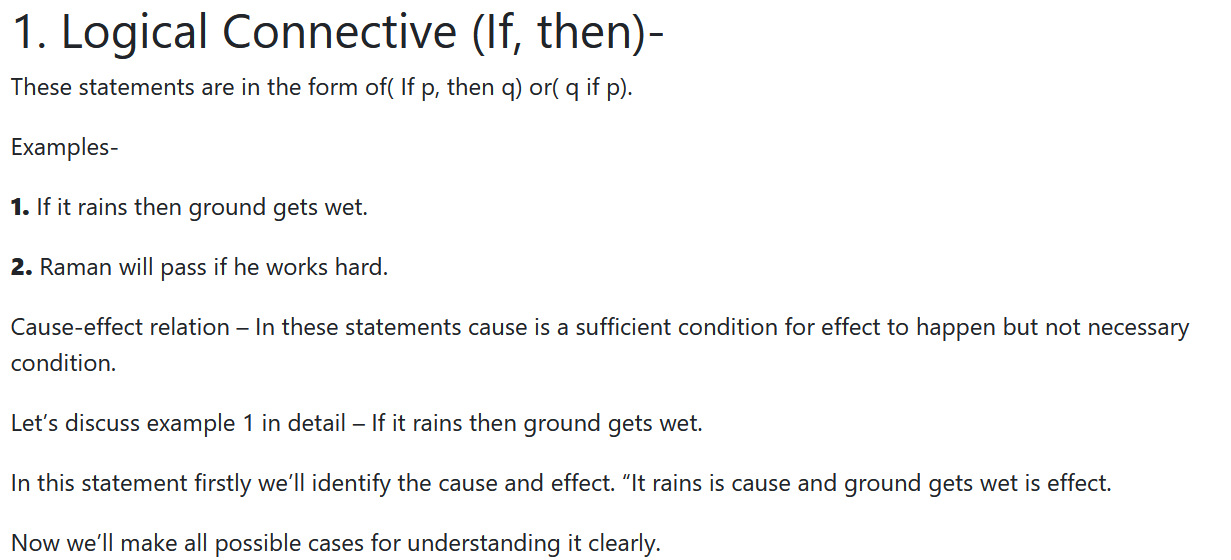 1. Logical Connective (If, then)-
These statements are in the form of( If p, then q) or( q if p).
Examples-
1. If it rains then ground gets wet.
2. Raman will pass if he works hard.
Cause-effect relation – In these statements cause is a sufficient condition for effect to happen but not necessary
condition.
Let’s discuss example 1 in detail – If it rains then ground gets wet.
In this statement firstly we’ll identify the cause and effect. “It rains is cause and ground gets wet is effect.
Now we’ll make all possible cases for understanding it clearly.